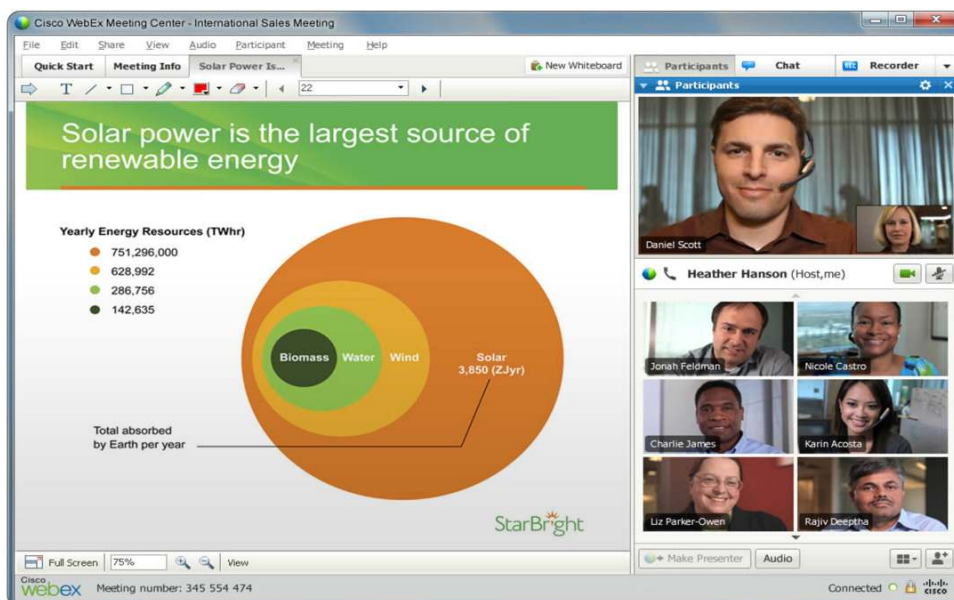 Cisco WebEx Meeting Center - International Sales Meeting
File Edit Share View Audio Participant Meeting Help
Quick Start Meeting Info Solar Power Is... New Whiteboard
T 22
Solar power is the largest source of
renewable energy
Yearly Energy Resources (TWhr)
751,296,000
628,992
286,756
142,635
Biomass Water Wind Solar
3,850 (ZJyr)
Total absorbed
by Earth per year
StarBright
Full Screen 75% View
Participants Chat Recorder
Participants
Daniel Scott
Heather Hanson (Host,me)
Jonah Feldman Nicole Castro
Charlie James Karin Acosta
Liz Parker-Owen Rajiv Deeptha
Make Presenter Audio
Cisco
webex Meeting number: 345 554 474 Connected
CISCO